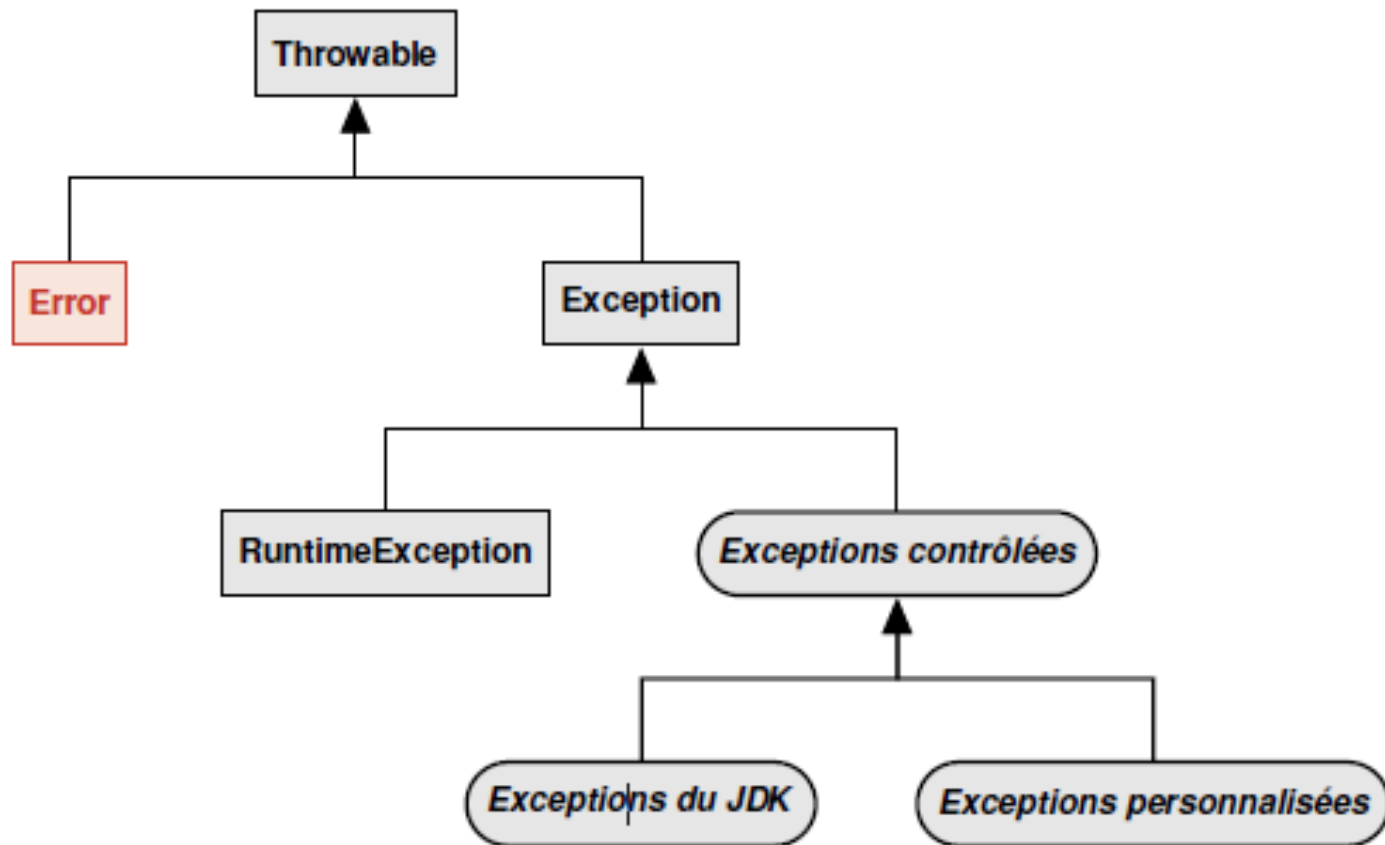 Throwable
Error
Exception
RuntimeException
Exceptions contrôlées
Exceptions du JDK
Exceptions personnalisées